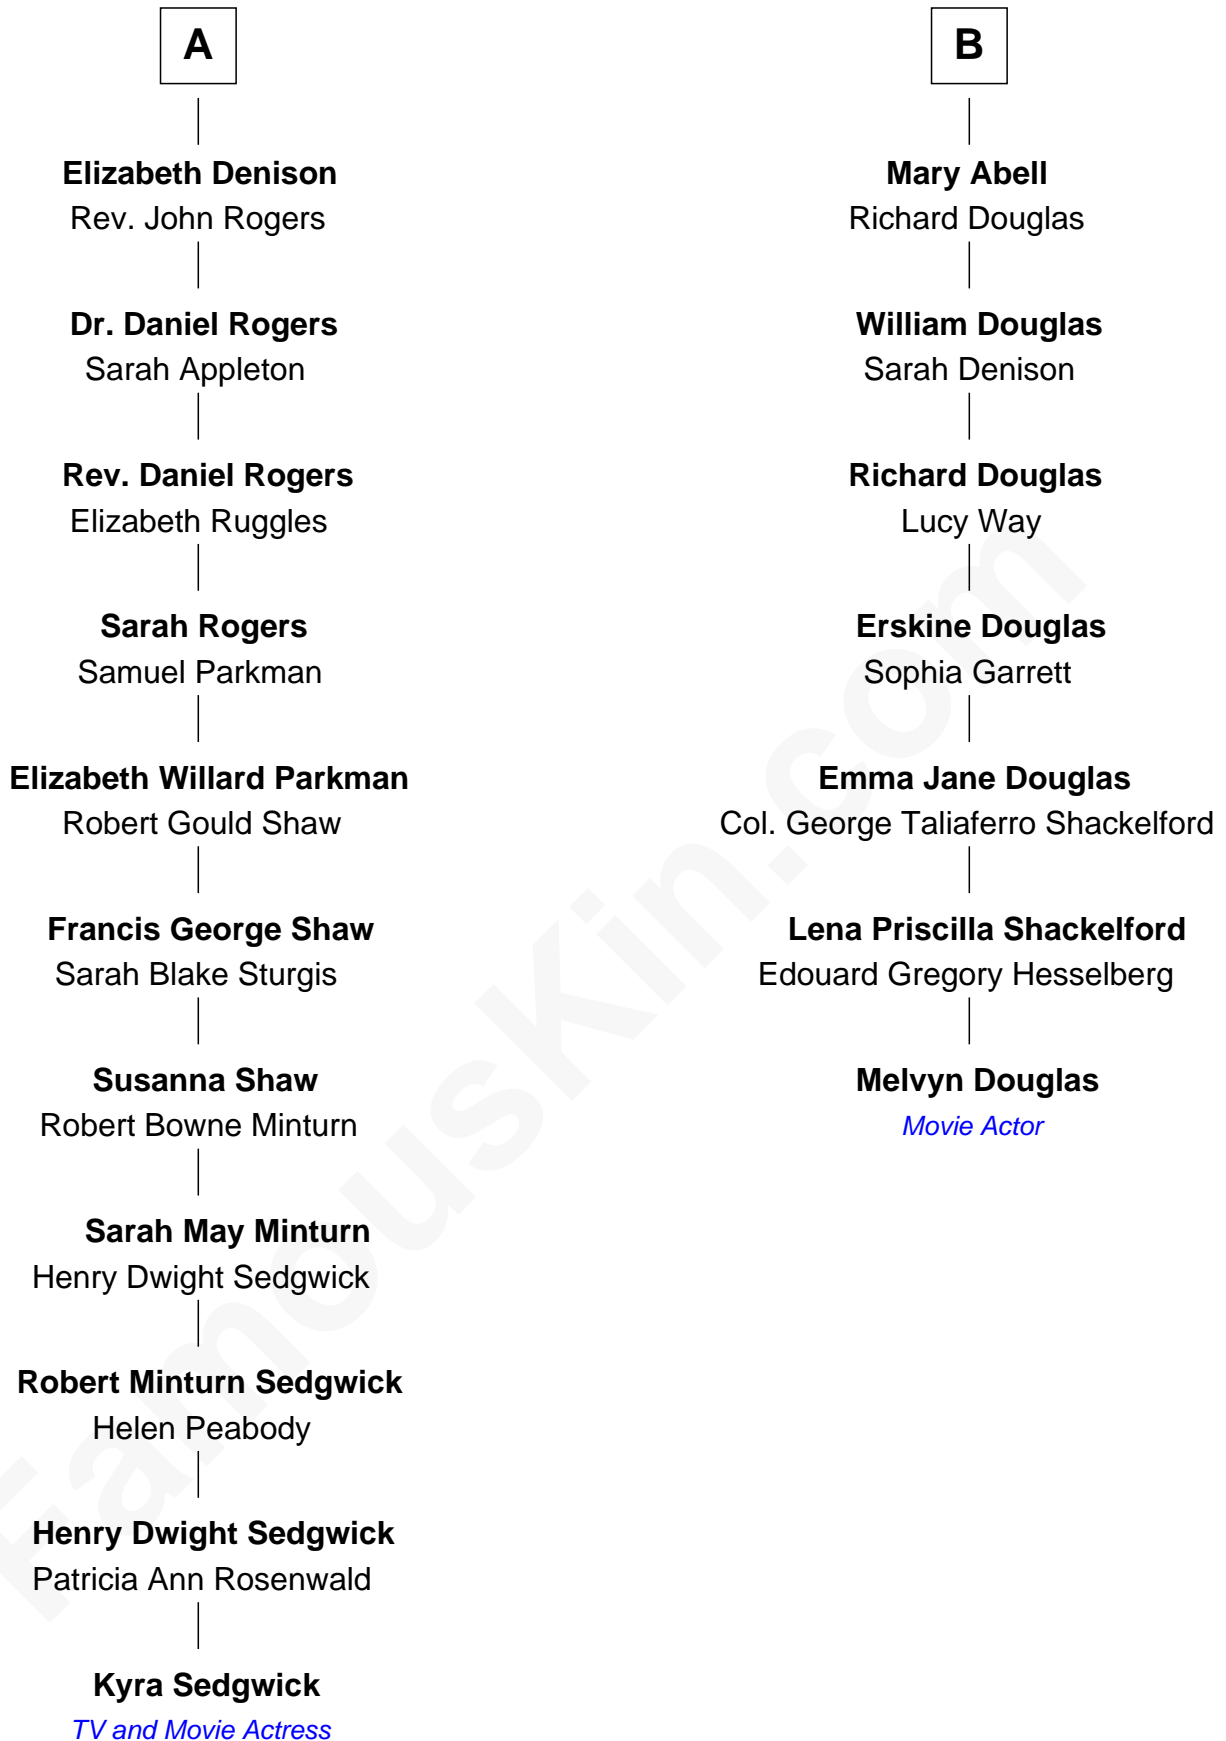 A
Elizabeth Denison
Rev. John Rogers
Dr. Daniel Rogers
Sarah Appleton
Rev. Daniel Rogers
Elizabeth Ruggles
Sarah Rogers
Samuel Parkman
Elizabeth Willard Parkman
Robert Gould Shaw
Francis George Shaw
Sarah Blake Sturgis
Susanna Shaw
Robert Bowne Minturn
Sarah May Minturn
Henry Dwight Sedgwick
Robert Minturn Sedgwick
Helen Peabody
Henry Dwight Sedgwick
Patricia Ann Rosenwald
Kyra Sedgwick
TV and Movie Actress
B
Mary Abell
Richard Douglas
William Douglas
Sarah Denison
Richard Douglas
Lucy Way
Erskine Douglas
Sophia Garrett
Emma Jane Douglas
Col. George Taliaferro Shackelford
Lena Priscilla Shackelford
Edouard Gregory Hesselberg
Melvyn Douglas
Movie Actor
FamousKin.com